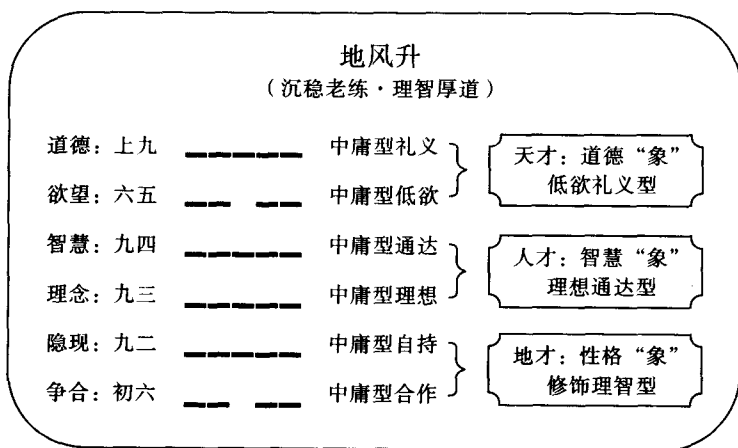 地风升
（沉稳老练·理智厚道）
道德：上九 中庸型礼义
欲望：六五 中庸型低欲
天才：道德“象”
低欲礼义型
智慧：九四 中庸型通达
理念：九三 中庸型理想
人才：智慧“象”
理想通达型
隐现：九二 中庸型自持
争合：初六 中庸型合作
地才：性格“象”
修饰理智型